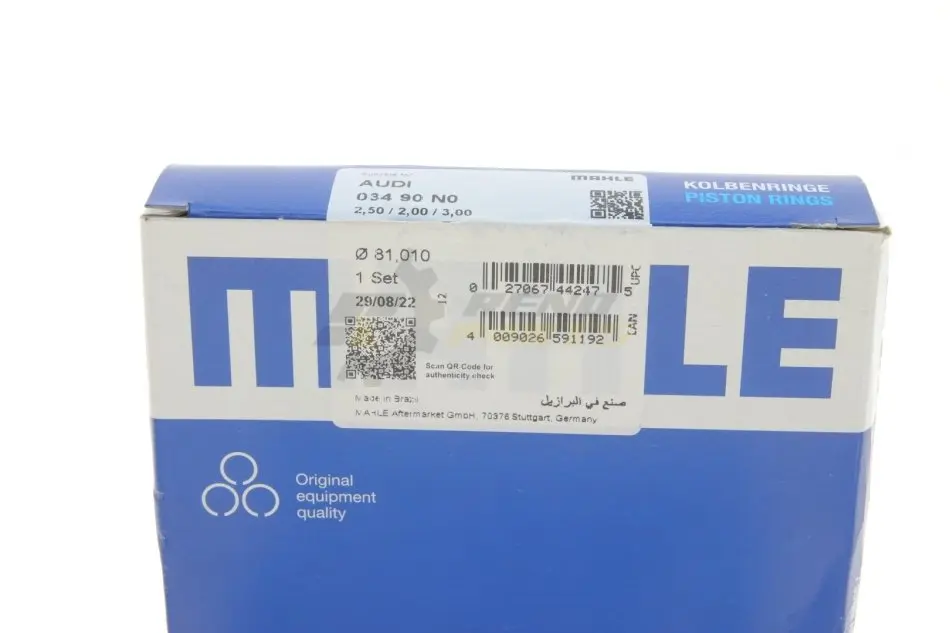 AUDI
034 90 N0
2,50 / 2,00 / 3,00
MAHLE
KOLBENRINGE
PISTON RINGS
MAHLE
Ø 81,010
1 Set
29/08/22
12
0 27067 44247 5
UPC
4 009026 591192
EAN
Scan QR-Code for
authenticity check
Made in Brazil
صنع في البرازيل
MAHLE Aftermarket GmbH, 70376 Stuttgart, Germany
Original
equipment
quality